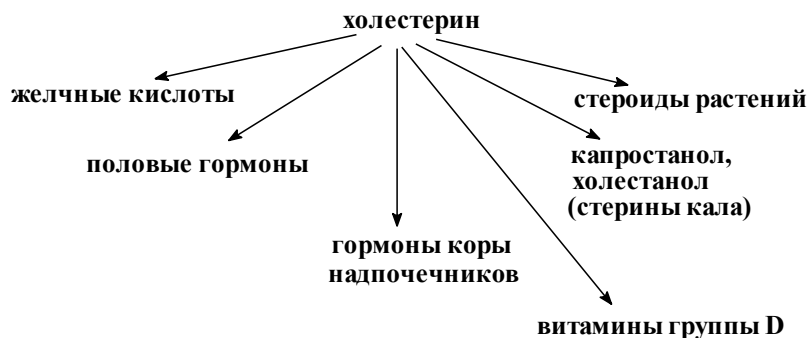 холестерин
желчные кислоты
стероиды растений
половые гормоны
капростанол,
холестанол
(стерины кала)
гормоны коры
надпочечников
витамины группы D